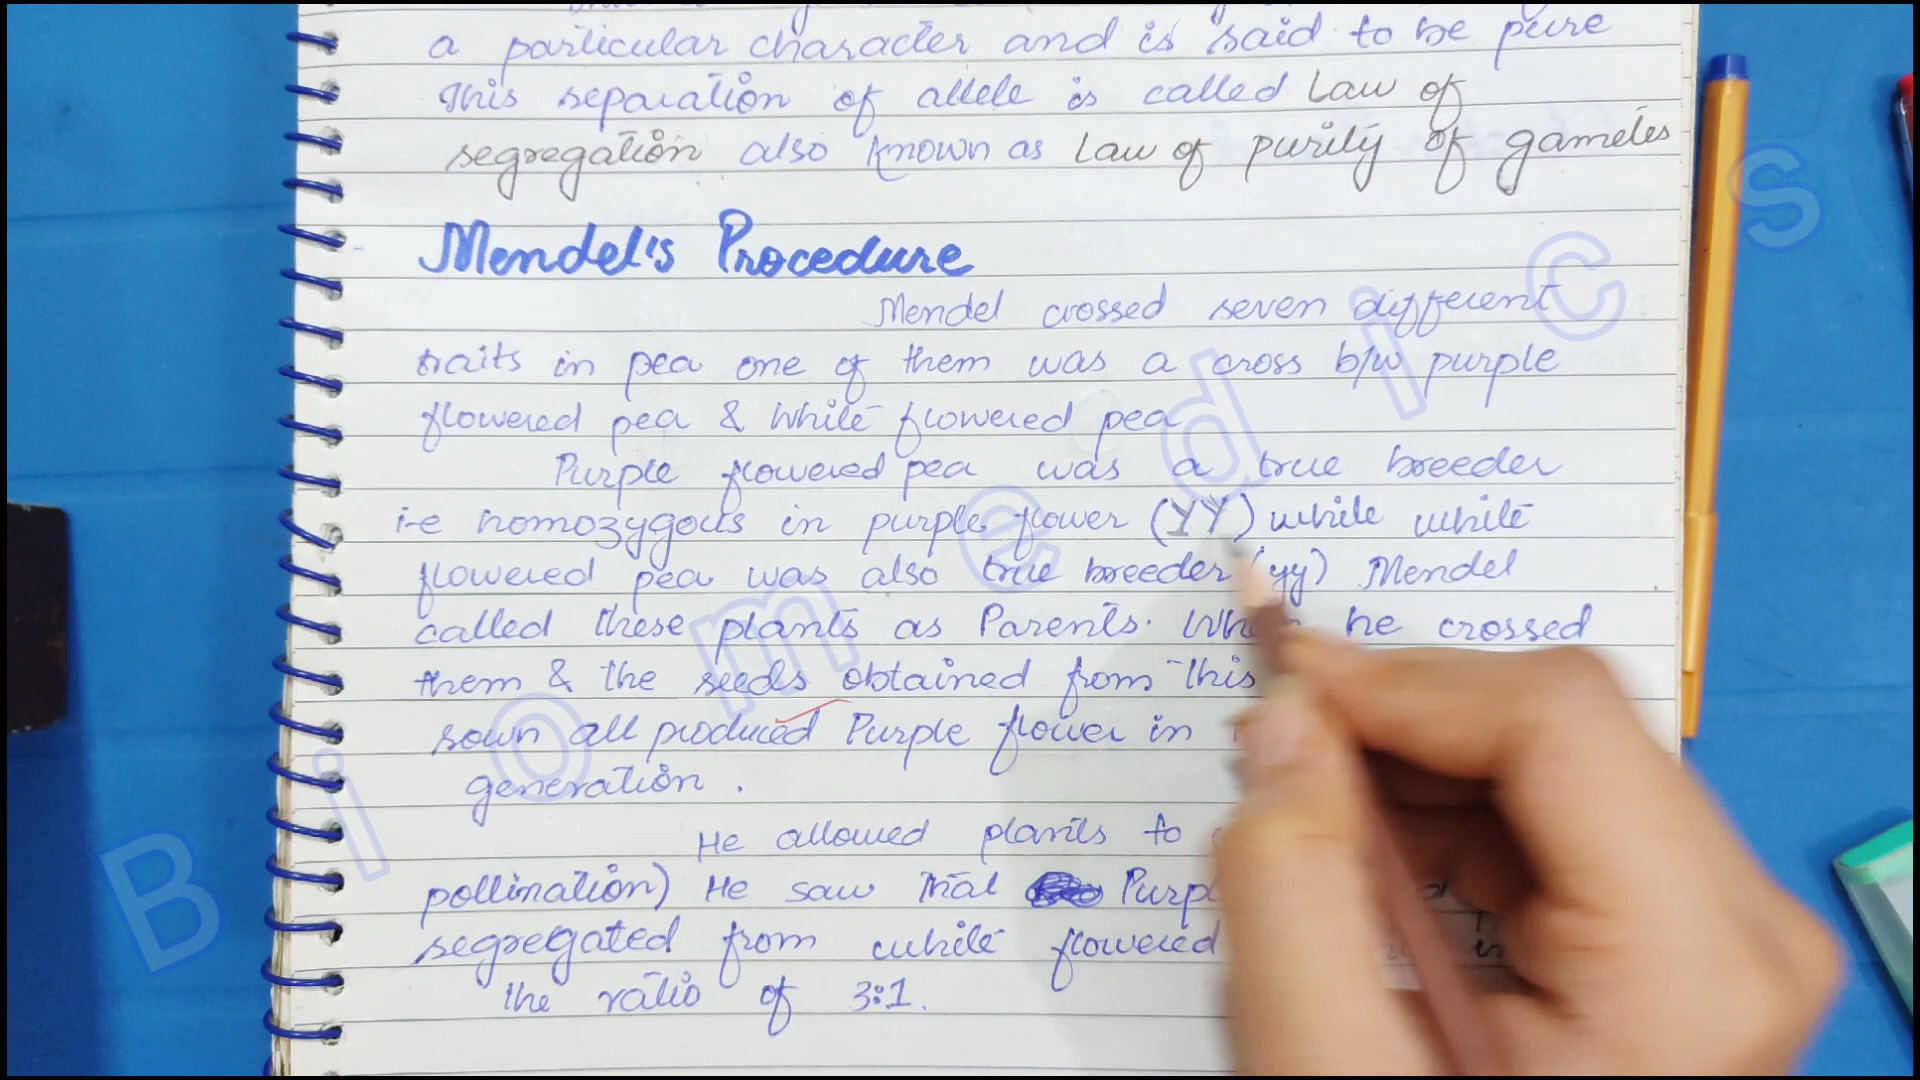 a particular character and is said to be pure
This separation of allele is called Law of
segregation also known as Law of purity of gametes
Mendel's Procedure
Mendel crossed seven different
traits in pea one of them was a cross b/w purple
flowered pea & white flowered pea
Purple flowered pea was a true breeder
i-e homozygous in purple flower (YY) while white
flowered pea was also true breeder (yy) Mendel
called these plants as Parents. When he crossed
them & the seeds obtained from this
sown all produced Purple flower in
generation.
He allowed plants to
pollination) He saw that
segregated from white flowered
the ratio of 3:1.
Biomedics